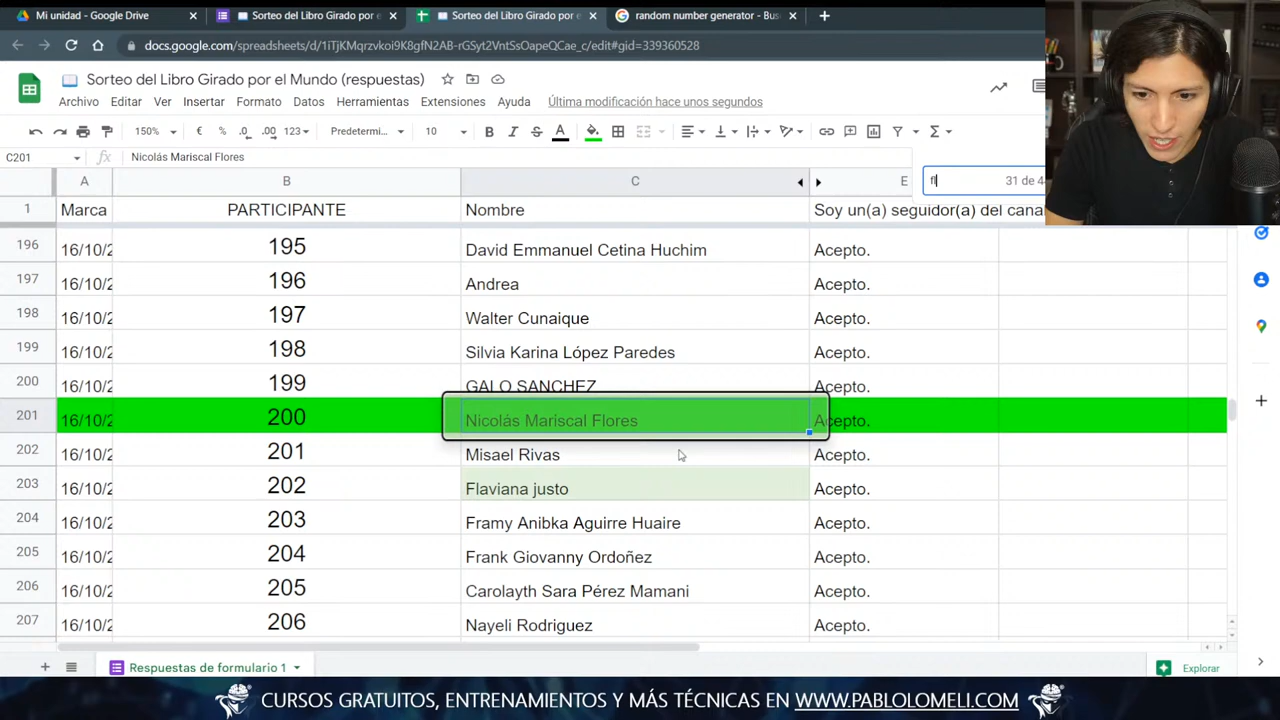 Mi unidad - Google Drive
Sorteo del Libro Girado por e
Sorteo del Libro Girado por e
random number generator - Bus
docs.google.com/spreadsheets/d/1iTjKMqrzvkoi9K8gfN2AB-rGSyt2VntSsOapeQCae_c/edit#gid=339360528
Sorteo del Libro Girado por el Mundo (respuestas)
Archivo Editar Ver Insertar Formato Datos Herramientas Extensiones Ayuda Última modificación hace unos segundos
150% € % .0 .00 123 Predetermi... 10 B I S A
C201 fx Nicolás Mariscal Flores
fl 31 de 4
A B C E
1 Marca PARTICIPANTE Nombre Soy un(a) seguidor(a) del cana
196 16/10/2 195 David Emmanuel Cetina Huchim Acepto.
197 16/10/2 196 Andrea Acepto.
198 16/10/2 197 Walter Cunaique Acepto.
199 16/10/2 198 Silvia Karina López Paredes Acepto.
200 16/10/2 199 GALO SANCHEZ Acepto.
201 16/10/2 200 Nicolás Mariscal Flores Acepto.
202 16/10/2 201 Misael Rivas Acepto.
203 16/10/2 202 Flaviana justo Acepto.
204 16/10/2 203 Framy Anibka Aguirre Huaire Acepto.
205 16/10/2 204 Frank Giovanny Ordoñez Acepto.
206 16/10/2 205 Carolayth Sara Pérez Mamani Acepto.
207 16/10/2 206 Nayeli Rodriguez Acepto.
Respuestas de formulario 1
Explorar
CURSOS GRATUITOS, ENTRENAMIENTOS Y MÁS TÉCNICAS EN WWW.PABLOLOMELI.COM